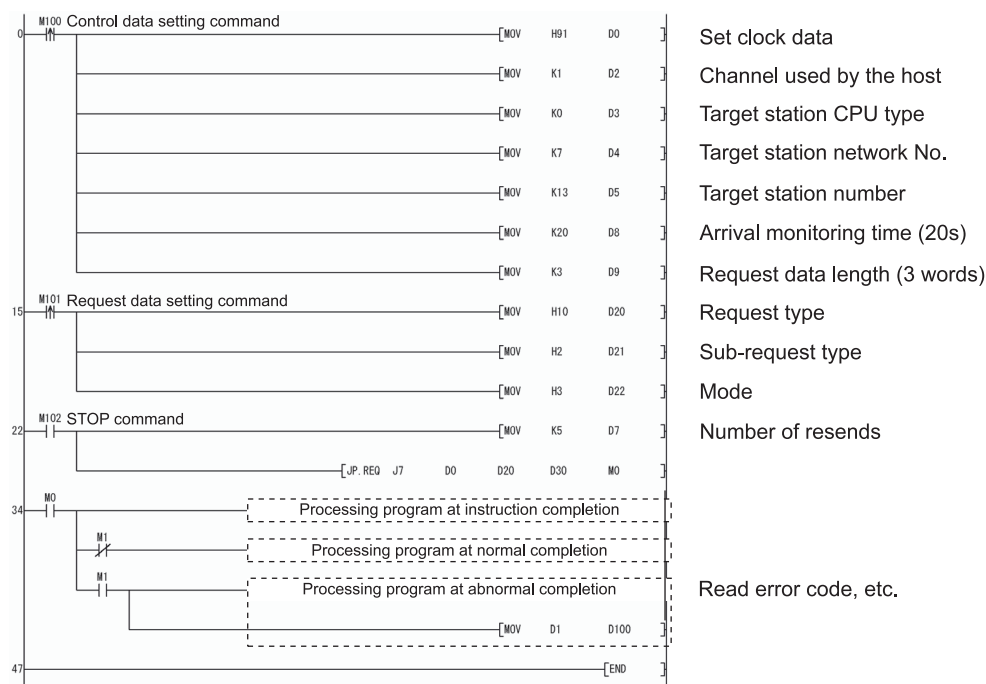 M100 Control data setting command
0 [MOV H91 D0 ] Set clock data
[MOV K1 D2 ] Channel used by the host
[MOV K0 D3 ] Target station CPU type
[MOV K7 D4 ] Target station network No.
[MOV K13 D5 ] Target station number
[MOV K20 D8 ] Arrival monitoring time (20s)
[MOV K3 D9 ] Request data length (3 words)
M101 Request data setting command
15 [MOV H10 D20 ] Request type
[MOV H2 D21 ] Sub-request type
[MOV H3 D22 ] Mode
M102 STOP command
22 [MOV K5 D7 ] Number of resends
[JP.REQ J7 D0 D20 D30 M0 ]
M0
34 Processing program at instruction completion
M1
Processing program at normal completion
M1
Processing program at abnormal completion Read error code, etc.
[MOV D1 D100 ]
47 [END ]